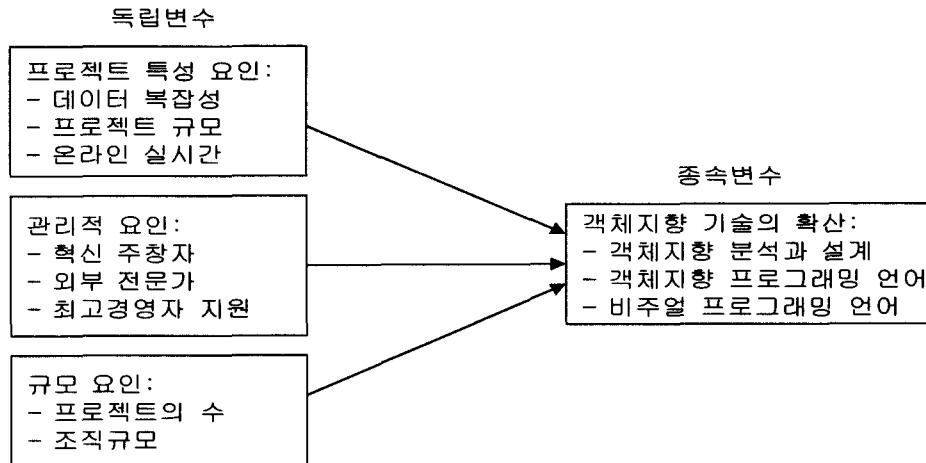 독립변수
프로젝트 특성 요인:
- 데이터 복잡성
- 프로젝트 규모
- 온라인 실시간
관리적 요인:
- 혁신 주창자
- 외부 전문가
- 최고경영자 지원
규모 요인:
- 프로젝트의 수
- 조직규모
종속변수
객체지향 기술의 확산:
- 객체지향 분석과 설계
- 객체지향 프로그래밍 언어
- 비주얼 프로그래밍 언어